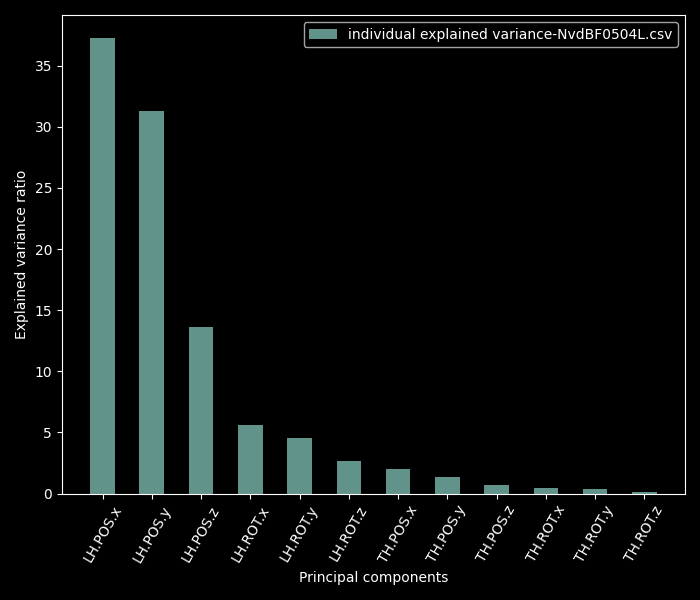 individual explained variance-NvdBF0504L.csv
Explained variance ratio
35
30
25
20
15
10
5
0
LH.POS.x
LH.POS.y
LH.POS.z
LH.ROT.x
LH.ROT.y
LH.ROT.z
TH.POS.x
TH.POS.y
TH.POS.z
TH.ROT.x
TH.ROT.y
TH.ROT.z
Principal components